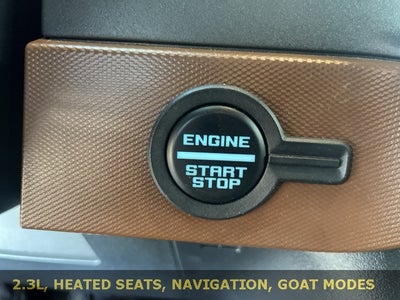 ENGINE
START
STOP
2.3L, HEATED SEATS, NAVIGATION, GOAT MODES